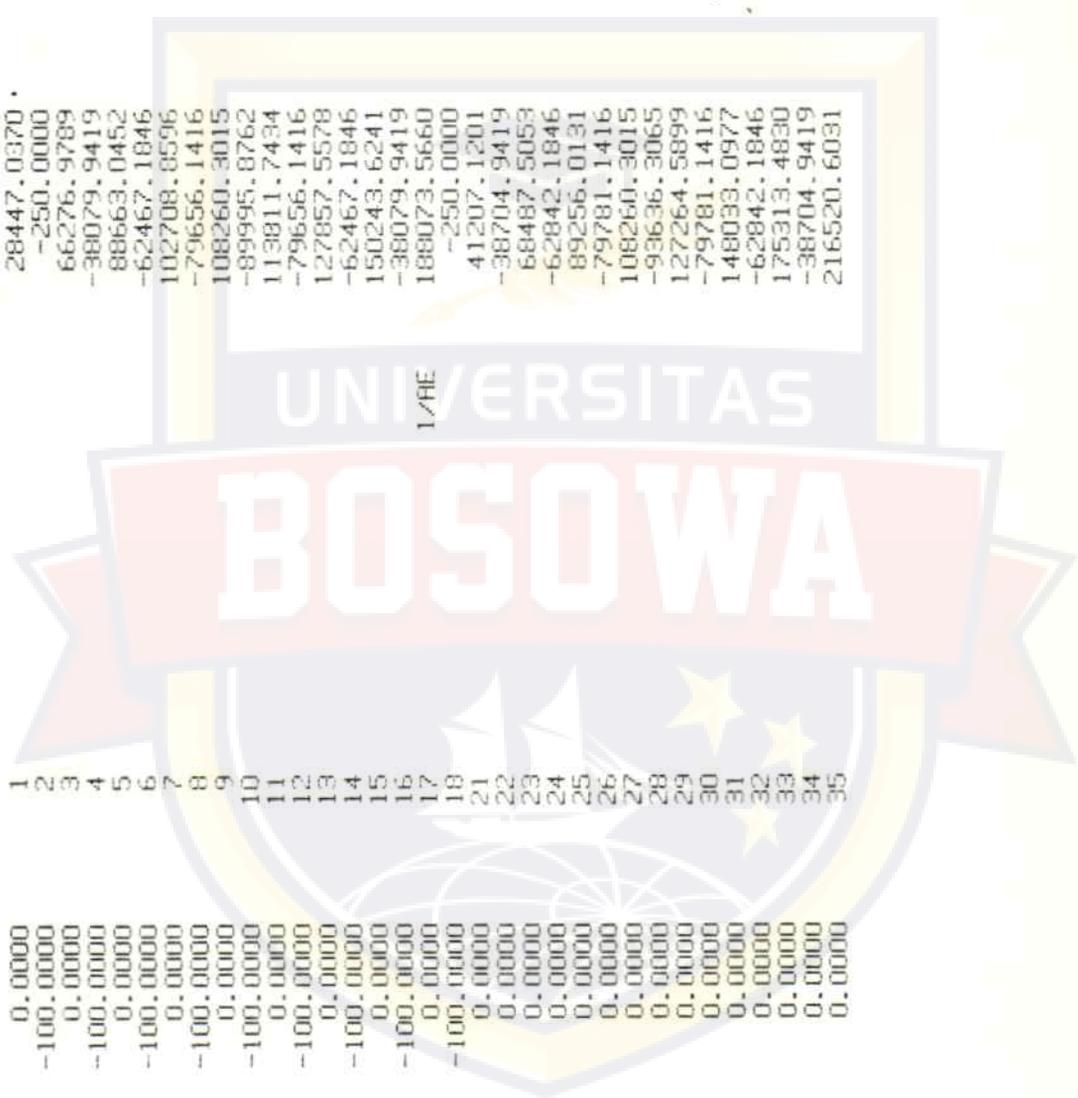 0.0000 1 28447.0370
-100.0000 2 -250.0000
0.0000 3 66276.9789
-100.0000 4 -38079.9419
0.0000 5 88663.0452
-100.0000 6 -62467.1846
0.0000 7 102708.8596
-100.0000 8 -79656.1416
0.0000 9 108260.3015
-100.0000 10 -89995.8762
0.0000 11 113811.7434
-100.0000 12 -79656.1416
0.0000 13 127857.5578
-100.0000 14 -62467.1846
0.0000 15 150243.6241
-100.0000 16 -38079.9419
0.0000 17 1/AE 188073.5660
-100.0000 18 -250.0000
0.0000 21 41207.1201
0.0000 22 -38704.9419
0.0000 23 68487.5053
0.0000 24 -62842.1846
0.0000 25 89256.0131
0.0000 26 -79781.1416
0.0000 27 108260.3015
0.0000 28 -93636.3065
0.0000 29 127264.5899
0.0000 30 -79781.1416
0.0000 31 148033.0977
0.0000 32 -62842.1846
0.0000 33 175313.4830
0.0000 34 -38704.9419
0.0000 35 216520.6031
UNIVERSITAS
BOSOWA